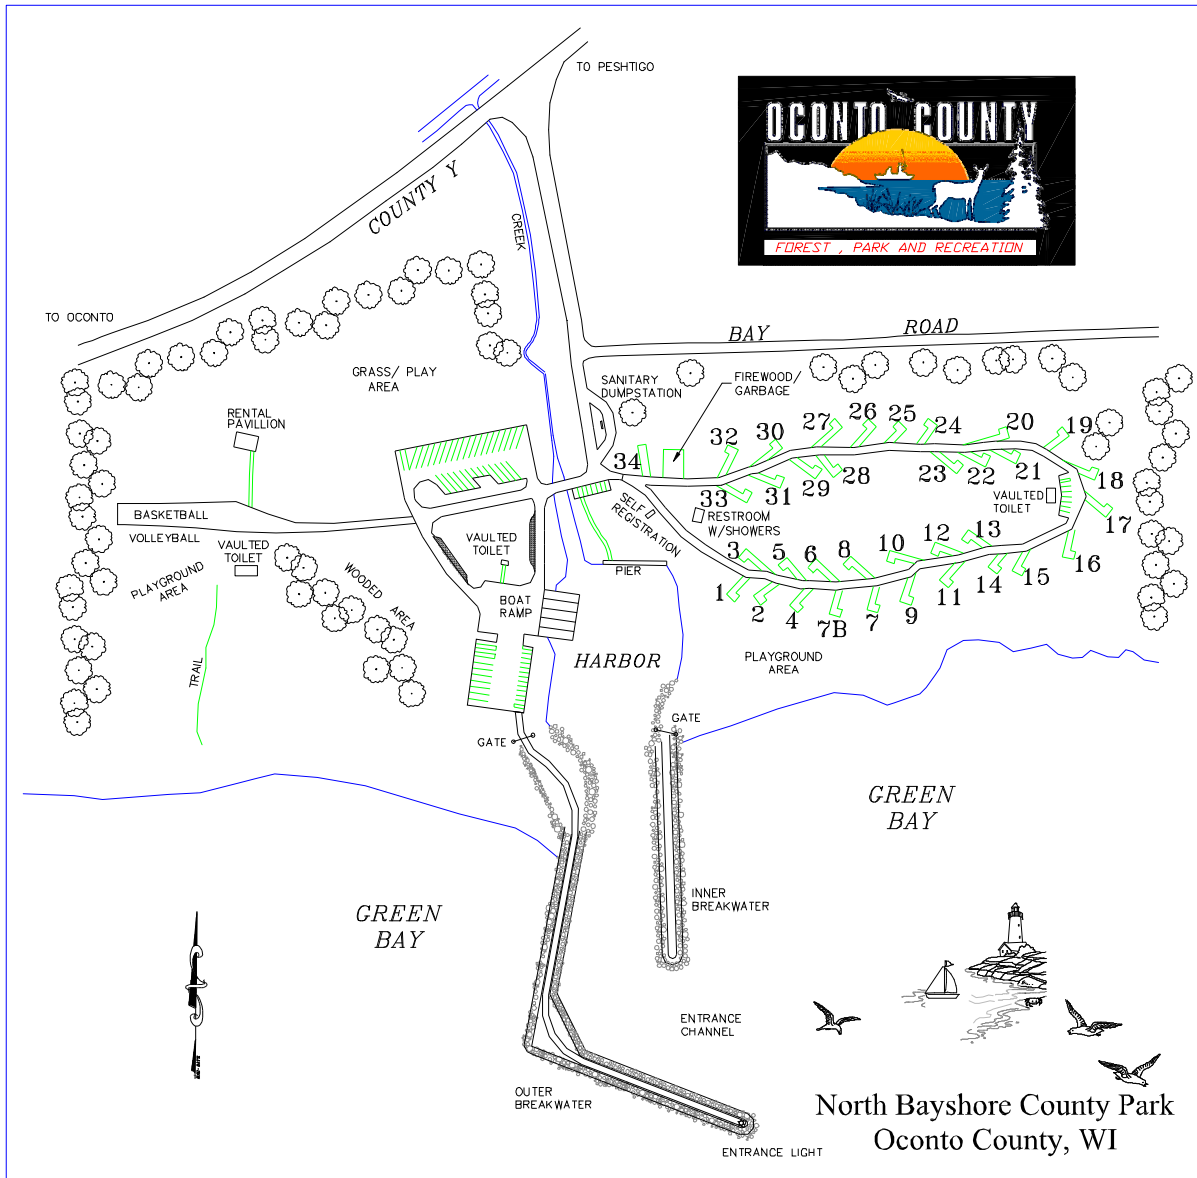 TO PESHTIGO
OCONTO COUNTY
FOREST , PARK AND RECREATION
COUNTY Y
CREEK
TO OCONTO
BAY ROAD
GRASS/ PLAY
AREA
SANITARY
DUMPSTATION
FIREWOOD/
GARBAGE
RENTAL
PAVILLION
34
32
30
27
26
25
24
20
19
33
31
29
28
23
22
21
18
17
BASKETBALL
VOLLEYBALL
VAULTED
TOILET
PLAYGROUND
AREA
WOODED AREA
TRAIL
VAULTED
TOILET
BOAT
RAMP
SELF
REGISTRATION
RESTROOM
W/SHOWERS
VAULTED
TOILET
PIER
3
5
6
8
10
12
13
16
1
2
4
7B
7
9
11
14
15
HARBOR
PLAYGROUND
AREA
GATE
GATE
GREEN
BAY
INNER
BREAKWATER
GREEN
BAY
ENTRANCE
CHANNEL
OUTER
BREAKWATER
ENTRANCE LIGHT
North Bayshore County Park
Oconto County, WI